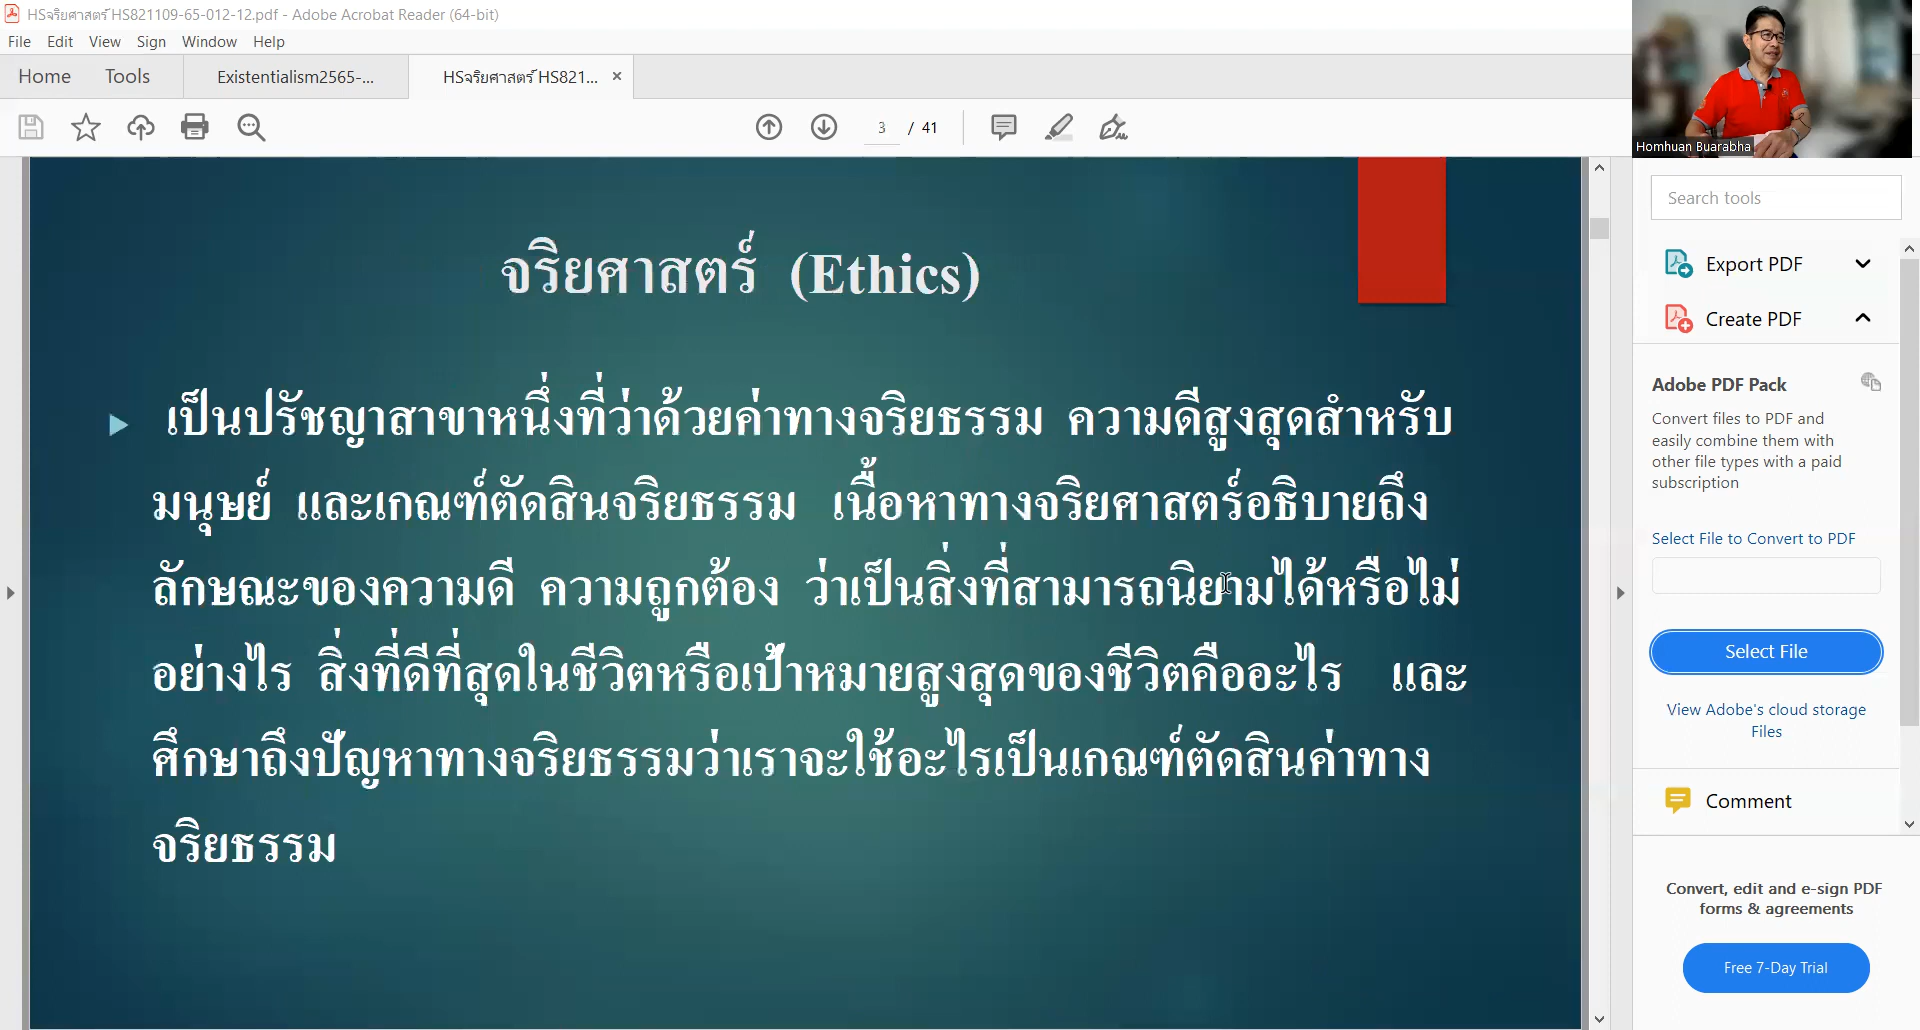 HSจริยศาสตร์ HS821109-65-012-12.pdf - Adobe Acrobat Reader (64-bit)
File Edit View Sign Window Help
Home Tools Existentialism2565-... HSจริยศาสตร์ HS821... ×
3 / 41
Homhuan Buarabha
จริยศาสตร์ (Ethics)
เป็นปรัชญาสาขาหนึ่งที่ว่าด้วยค่าทางจริยธรรม ความดีสูงสุดสำหรับ
มนุษย์ และเกณฑ์ตัดสินจริยธรรม เนื้อหาทางจริยศาสตร์อธิบายถึง
ลักษณะของความดี ความถูกต้อง ว่าเป็นสิ่งที่สามารถนิยามได้หรือไม่
อย่างไร สิ่งที่ดีที่สุดในชีวิตหรือเป้าหมายสูงสุดของชีวิตคืออะไร และ
ศึกษาถึงปัญหาทางจริยธรรมว่าเราจะใช้อะไรเป็นเกณฑ์ตัดสินค่าทาง
จริยธรรม
Search tools
Export PDF
Create PDF
Adobe PDF Pack
Convert files to PDF and
easily combine them with
other file types with a paid
subscription
Select File to Convert to PDF
Select File
View Adobe's cloud storage
Files
Comment
Convert, edit and e-sign PDF
forms & agreements
Free 7-Day Trial